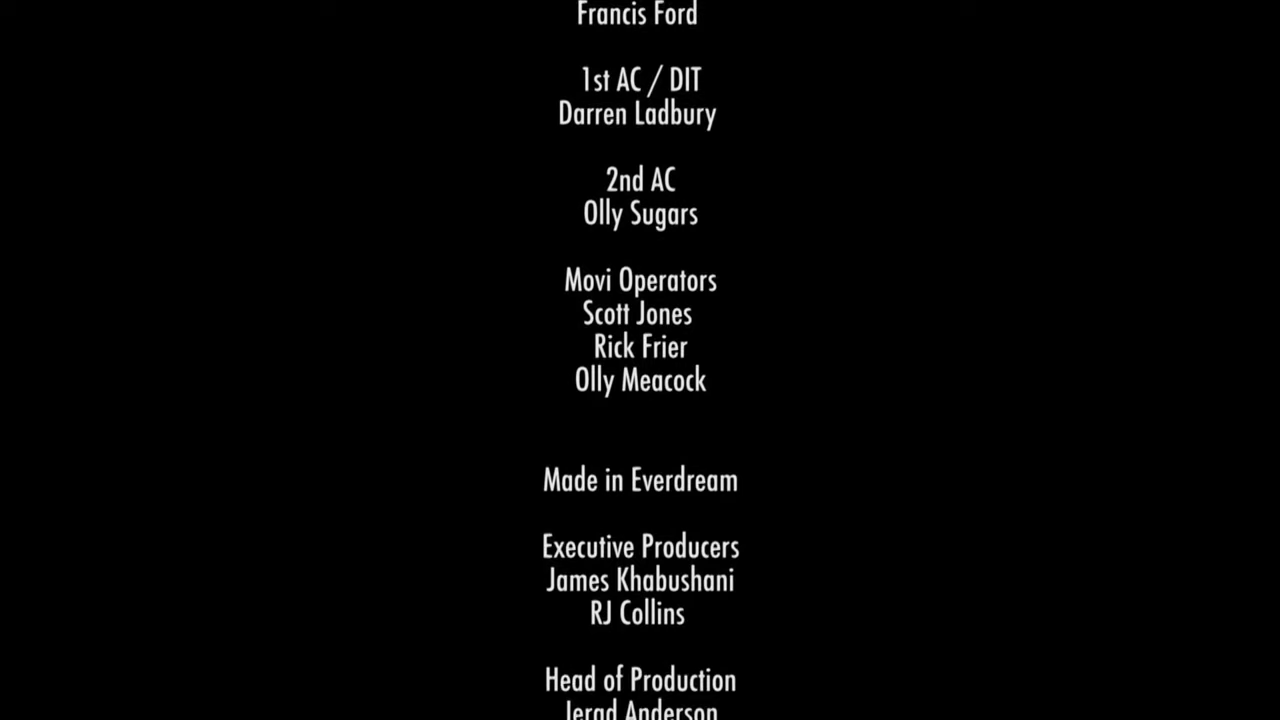 Francis Ford
1st AC / DIT
Darren Ladbury
2nd AC
Olly Sugars
Movi Operators
Scott Jones
Rick Frier
Olly Meacock
Made in Everdream
Executive Producers
James Khabushani
RJ Collins
Head of Production
Jerad Anderson